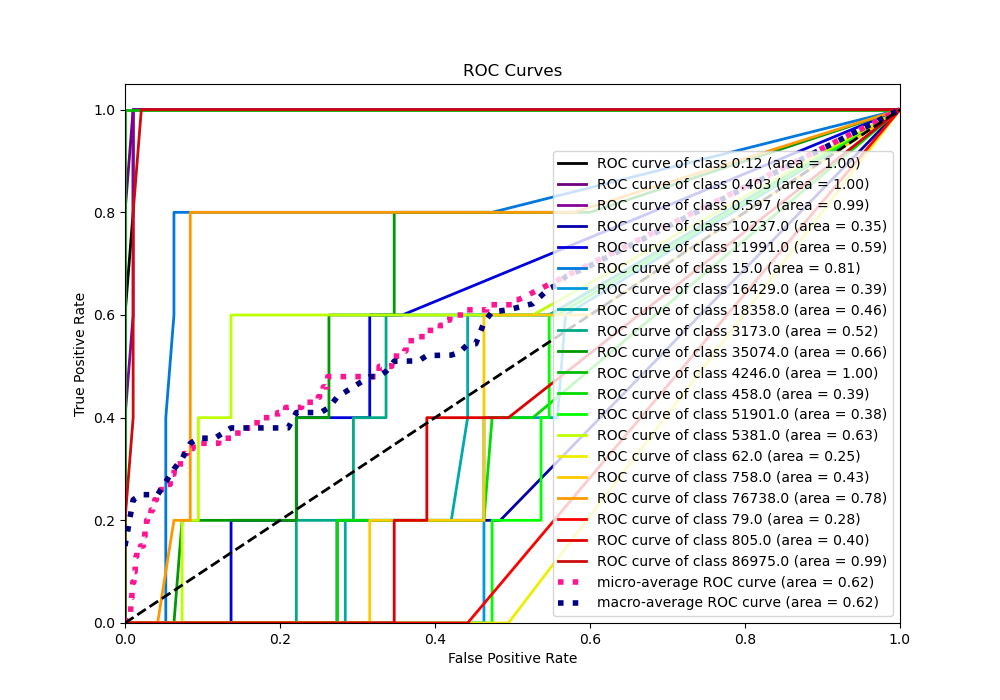 ROC Curves
True Positive Rate
1.0
0.8
0.6
0.4
0.2
0.0
ROC curve of class 0.12 (area = 1.00)
ROC curve of class 0.403 (area = 1.00)
ROC curve of class 0.597 (area = 0.99)
ROC curve of class 10237.0 (area = 0.35)
ROC curve of class 11991.0 (area = 0.59)
ROC curve of class 15.0 (area = 0.81)
ROC curve of class 16429.0 (area = 0.39)
ROC curve of class 18358.0 (area = 0.46)
ROC curve of class 3173.0 (area = 0.52)
ROC curve of class 35074.0 (area = 0.66)
ROC curve of class 4246.0 (area = 1.00)
ROC curve of class 458.0 (area = 0.39)
ROC curve of class 51901.0 (area = 0.38)
ROC curve of class 5381.0 (area = 0.63)
ROC curve of class 62.0 (area = 0.25)
ROC curve of class 758.0 (area = 0.43)
ROC curve of class 76738.0 (area = 0.78)
ROC curve of class 79.0 (area = 0.28)
ROC curve of class 805.0 (area = 0.40)
ROC curve of class 86975.0 (area = 0.99)
micro-average ROC curve (area = 0.62)
macro-average ROC curve (area = 0.62)
0.0 0.2 0.4 0.6 0.8 1.0
False Positive Rate